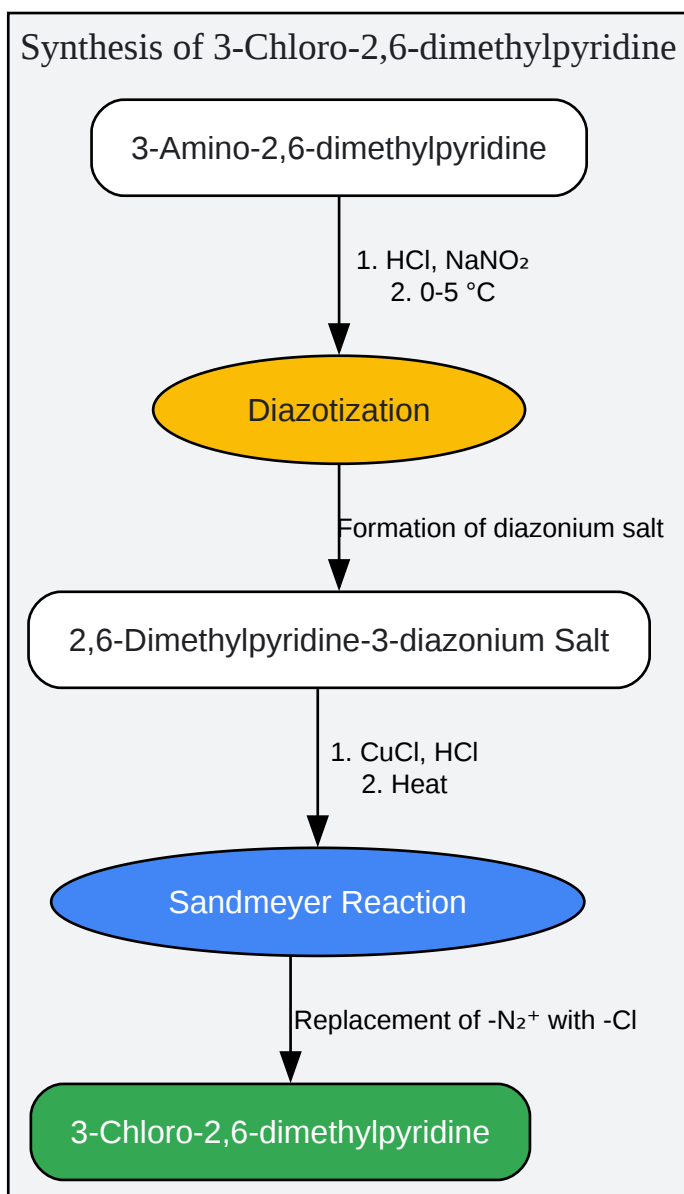 Synthesis of 3-Chloro-2,6-dimethylpyridine
3-Amino-2,6-dimethylpyridine
1. HCl, NaNO₂
2. 0-5 °C
Diazotization
Formation of diazonium salt
2,6-Dimethylpyridine-3-diazonium Salt
1. CuCl, HCl
2. Heat
Sandmeyer Reaction
Replacement of -N₂⁺ with -Cl
3-Chloro-2,6-dimethylpyridine